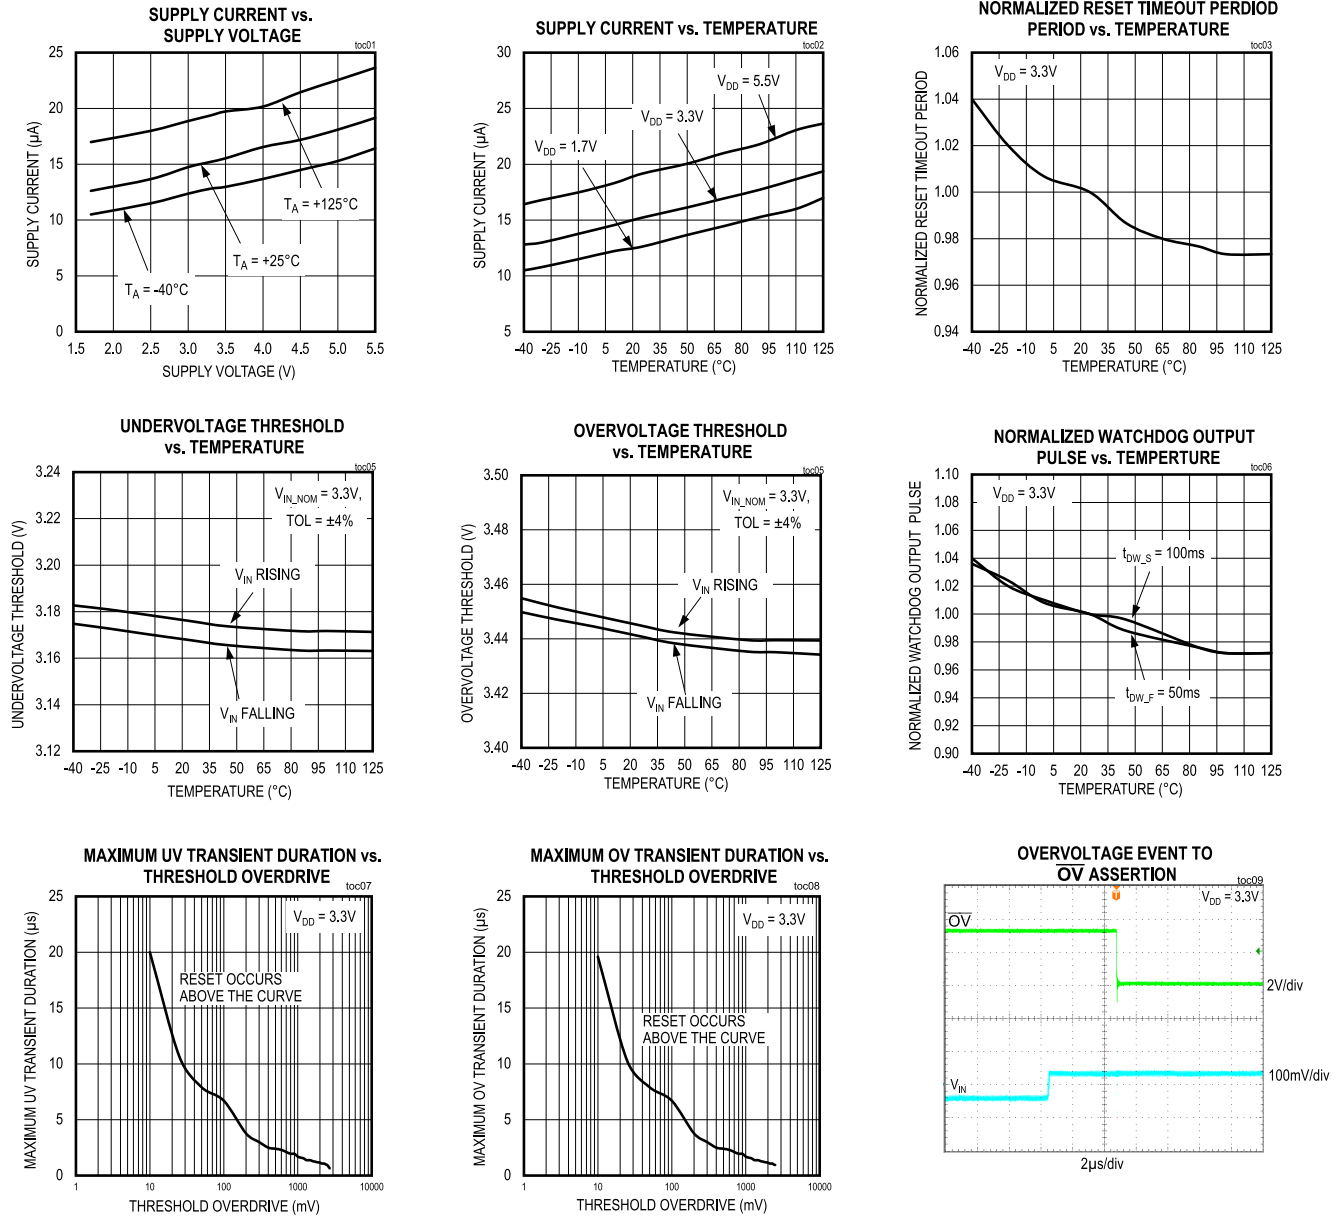 SUPPLY CURRENT vs.
SUPPLY VOLTAGE
toc01
25
20
15
10
5
0
SUPPLY CURRENT (µA)
TA = +125°C
TA = +25°C
TA = -40°C
1.5 2.0 2.5 3.0 3.5 4.0 4.5 5.0 5.5
SUPPLY VOLTAGE (V)
SUPPLY CURRENT vs. TEMPERATURE
toc02
30
25
20
15
10
5
SUPPLY CURRENT (µA)
VDD = 5.5V
VDD = 3.3V
VDD = 1.7V
-40 -25 -10 5 20 35 50 65 80 95 110 125
TEMPERATURE (°C)
NORMALIZED RESET TIMEOUT PERDIOD
PERIOD vs. TEMPERATURE
toc03
1.06
1.04
1.02
1.00
0.98
0.96
0.94
NORMALIZED RESET TIMEOUT PERIOD
VDD = 3.3V
-40 -25 -10 5 20 35 50 65 80 95 110 125
TEMPERATURE (°C)
UNDERVOLTAGE THRESHOLD
vs. TEMPERATURE
toc05
3.24
3.22
3.20
3.18
3.16
3.14
3.12
UNDERVOLTAGE THRESHOLD (V)
VIN_NOM = 3.3V,
TOL = ±4%
VIN RISING
VIN FALLING
-40 -25 -10 5 20 35 50 65 80 95 110 125
TEMPERATURE (°C)
OVERVOLTAGE THRESHOLD
vs. TEMPERATURE
toc05
3.50
3.48
3.46
3.44
3.42
3.40
OVERVOLTAGE THRESHOLD (V)
VIN_NOM = 3.3V,
TOL = ±4%
VIN RISING
VIN FALLING
-40 -25 -10 5 20 35 50 65 80 95 110 125
TEMPERATURE (°C)
NORMALIZED WATCHDOG OUTPUT
PULSE vs. TEMPERTURE
toc06
1.10
1.08
1.06
1.04
1.02
1.00
0.98
0.96
0.94
0.92
0.90
NORMALIZED WATCHDOG OUTPUT PULSE
VDD = 3.3V
tDW_S = 100ms
tDW_F = 50ms
-40 -25 -10 5 20 35 50 65 80 95 110 125
TEMPERATURE (°C)
MAXIMUM UV TRANSIENT DURATION vs.
THRESHOLD OVERDRIVE
toc07
25
20
15
10
5
0
MAXIMUM UV TRANSIENT DURATION (µs)
VDD = 3.3V
RESET OCCURS
ABOVE THE CURVE
1 10 100 1000 10000
THRESHOLD OVERDRIVE (mV)
MAXIMUM OV TRANSIENT DURATION vs.
THRESHOLD OVERDRIVE
toc08
25
20
15
10
5
0
MAXIMUM OV TRANSIENT DURATION (µs)
VDD = 3.3V
RESET OCCURS
ABOVE THE CURVE
1 10 100 1000 10000
THRESHOLD OVERDRIVE (mV)
OVERVOLTAGE EVENT TO
OV ASSERTION
toc09
T
VDD = 3.3V
OV
2V/div
VIN
100mV/div
2µs/div